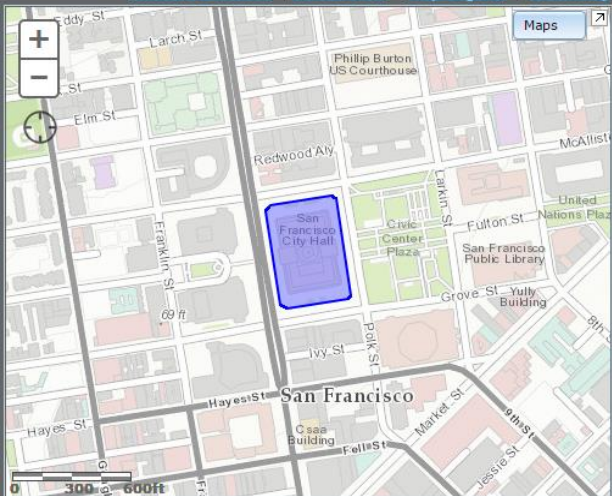 Eddy St
Larch St
Maps
+
−
Phillip Burton
US Courthouse
Elm St
McAllist
Redwood Aly
Larkin St
United
Nations Plaz
San
Francisco
City Hall
Civic
Center
Plaza
Fulton St
San Francisco
Public Library
Franklin St
Grove St
Yully
Building
69 ft
8th
Polk St
Ivy St
San Francisco
Hayes St
Market St
9th St
Hayes St
Csaa
Building
Fell St
Jessie St
0 300 600ft